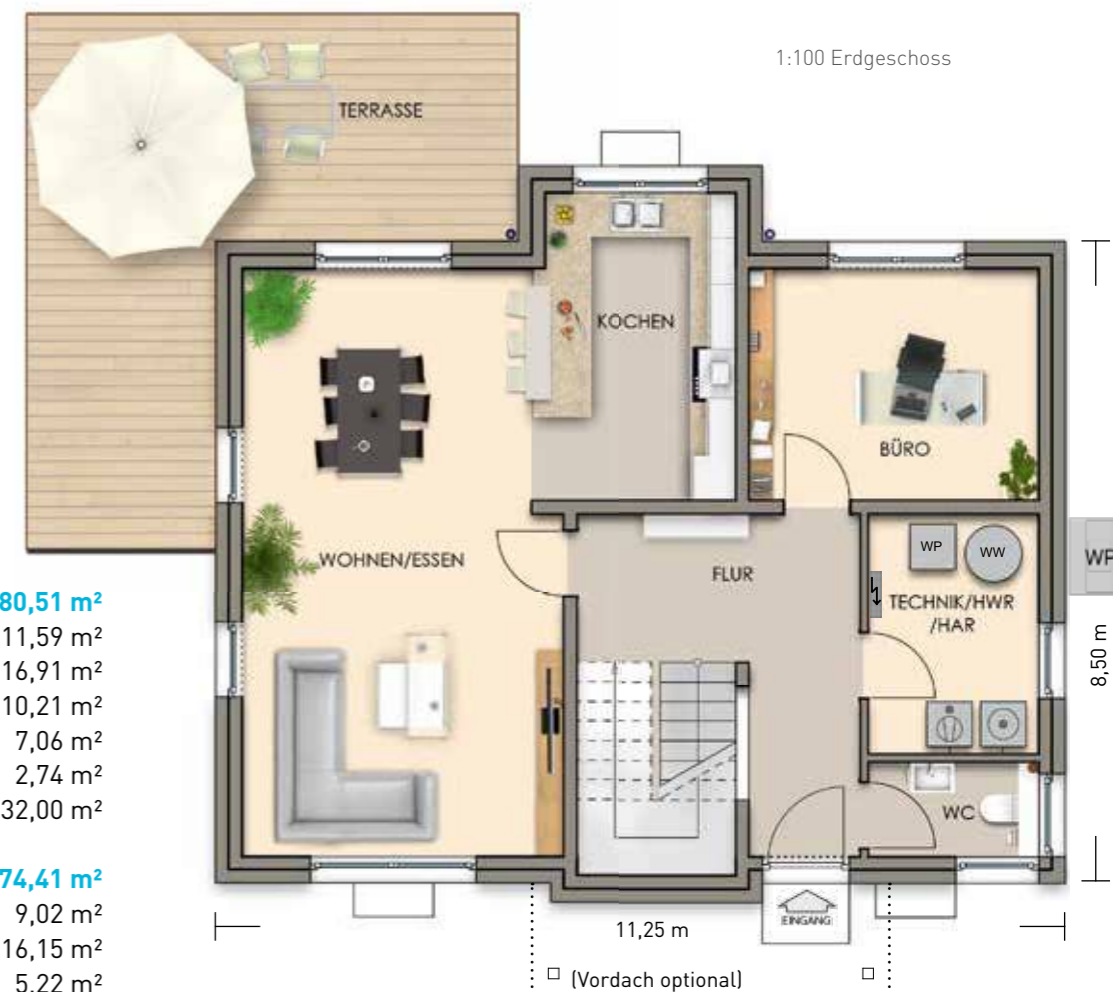 1:100 Erdgeschoss
TERRASSE
KOCHEN
BÜRO
WOHNEN/ESSEN
FLUR
WP
WW
WP
TECHNIK/HWR
/HAR
8,50 m
80,51 m²
11,59 m²
16,91 m²
10,21 m²
7,06 m²
2,74 m²
32,00 m²
WC
74,41 m²
9,02 m²
16,15 m²
5,22 m²
EINGANG
11,25 m
(Vordach optional)